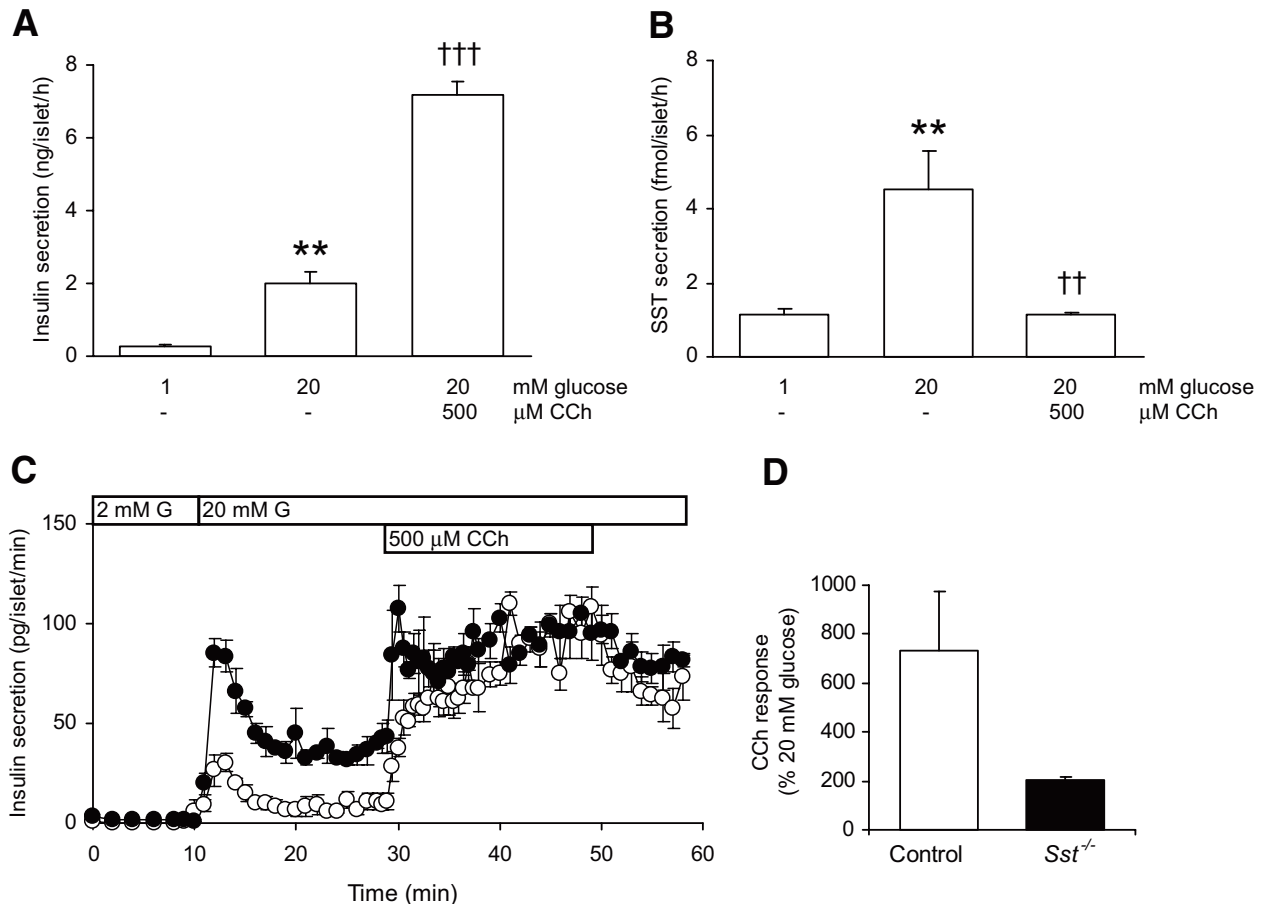 A
Insulin secretion (ng/islet/h)
8
6
4
2
0
**
†††
1 20 20 mM glucose
- - 500 μM CCh
B
SST secretion (fmol/islet/h)
8
6
4
2
0
**
††
1 20 20 mM glucose
- - 500 μM CCh
C
Insulin secretion (pg/islet/min)
150
100
50
0
2 mM G 20 mM G
500 μM CCh
0 10 20 30 40 50 60
Time (min)
D
CCh response
(% 20 mM glucose)
1000
800
600
400
200
0
Control Sst -/-